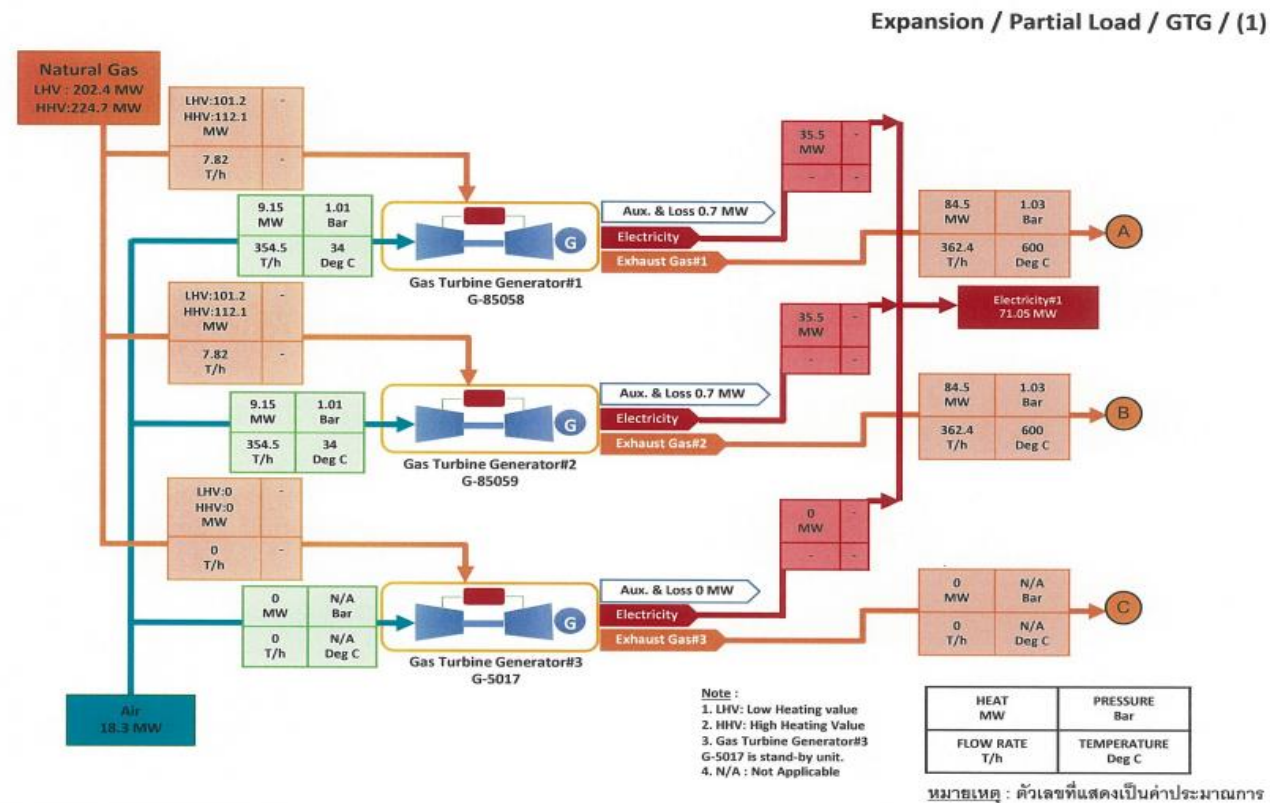 Expansion / Partial Load / GTG / (1)
Natural Gas
LHV : 202.4 MW
HHV:224.7 MW
LHV:101.2
HHV:112.1
MW
-
7.82
T/h
-
35.5
MW
-
-
-
9.15
MW
1.01
Bar
354.5
T/h
34
Deg C
G
Aux. & Loss 0.7 MW
Electricity
Exhaust Gas#1
84.5
MW
1.03
Bar
362.4
T/h
600
Deg C
A
Gas Turbine Generator#1
G-85058
LHV:101.2
HHV:112.1
MW
-
7.82
T/h
-
35.5
MW
-
-
-
Electricity#1
71.05 MW
9.15
MW
1.01
Bar
354.5
T/h
34
Deg C
G
Aux. & Loss 0.7 MW
Electricity
Exhaust Gas#2
84.5
MW
1.03
Bar
362.4
T/h
600
Deg C
B
Gas Turbine Generator#2
G-85059
LHV:0
HHV:0
MW
-
0
T/h
-
0
MW
-
-
-
0
MW
N/A
Bar
0
T/h
N/A
Deg C
G
Aux. & Loss 0 MW
Electricity
Exhaust Gas#3
0
MW
N/A
Bar
0
T/h
N/A
Deg C
C
Gas Turbine Generator#3
G-5017
Air
18.3 MW
Note :
1. LHV: Low Heating value
2. HHV: High Heating Value
3. Gas Turbine Generator#3
G-5017 is stand-by unit.
4. N/A : Not Applicable
HEAT
MW
PRESSURE
Bar
FLOW RATE
T/h
TEMPERATURE
Deg C
หมายเหตุ : ตัวเลขที่แสดงเป็นค่าประมาณการ